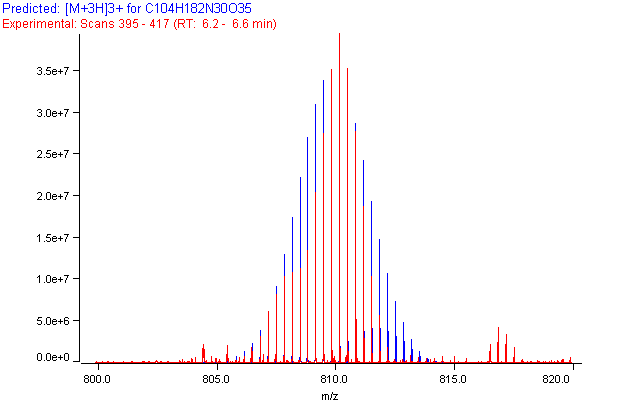 Predicted: [M+3H]3+ for C104H182N30O35
Experimental: Scans 395 - 417 (RT: 6.2 - 6.6 min)
3.5e+7
3.0e+7
2.5e+7
2.0e+7
1.5e+7
1.0e+7
5.0e+6
0.0e+0
800.0 805.0 810.0 815.0 820.0
m/z